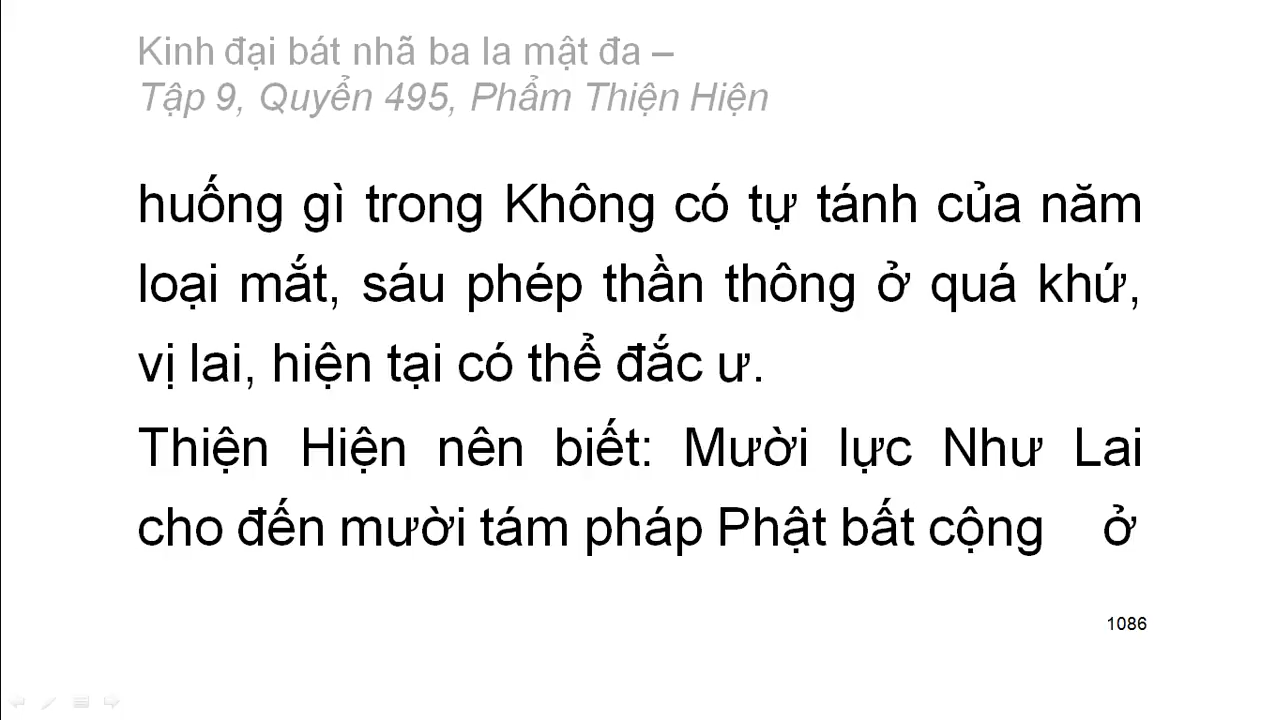 Kinh đại bát nhã ba la mật đa –
Tập 9, Quyển 495, Phẩm Thiện Hiện
huống gì trong Không có tự tánh của năm
loại mắt, sáu phép thần thông ở quá khứ,
vị lai, hiện tại có thể đắc ư.
Thiện Hiện nên biết: Mười lực Như Lai
cho đến mười tám pháp Phật bất cộng ở
1086